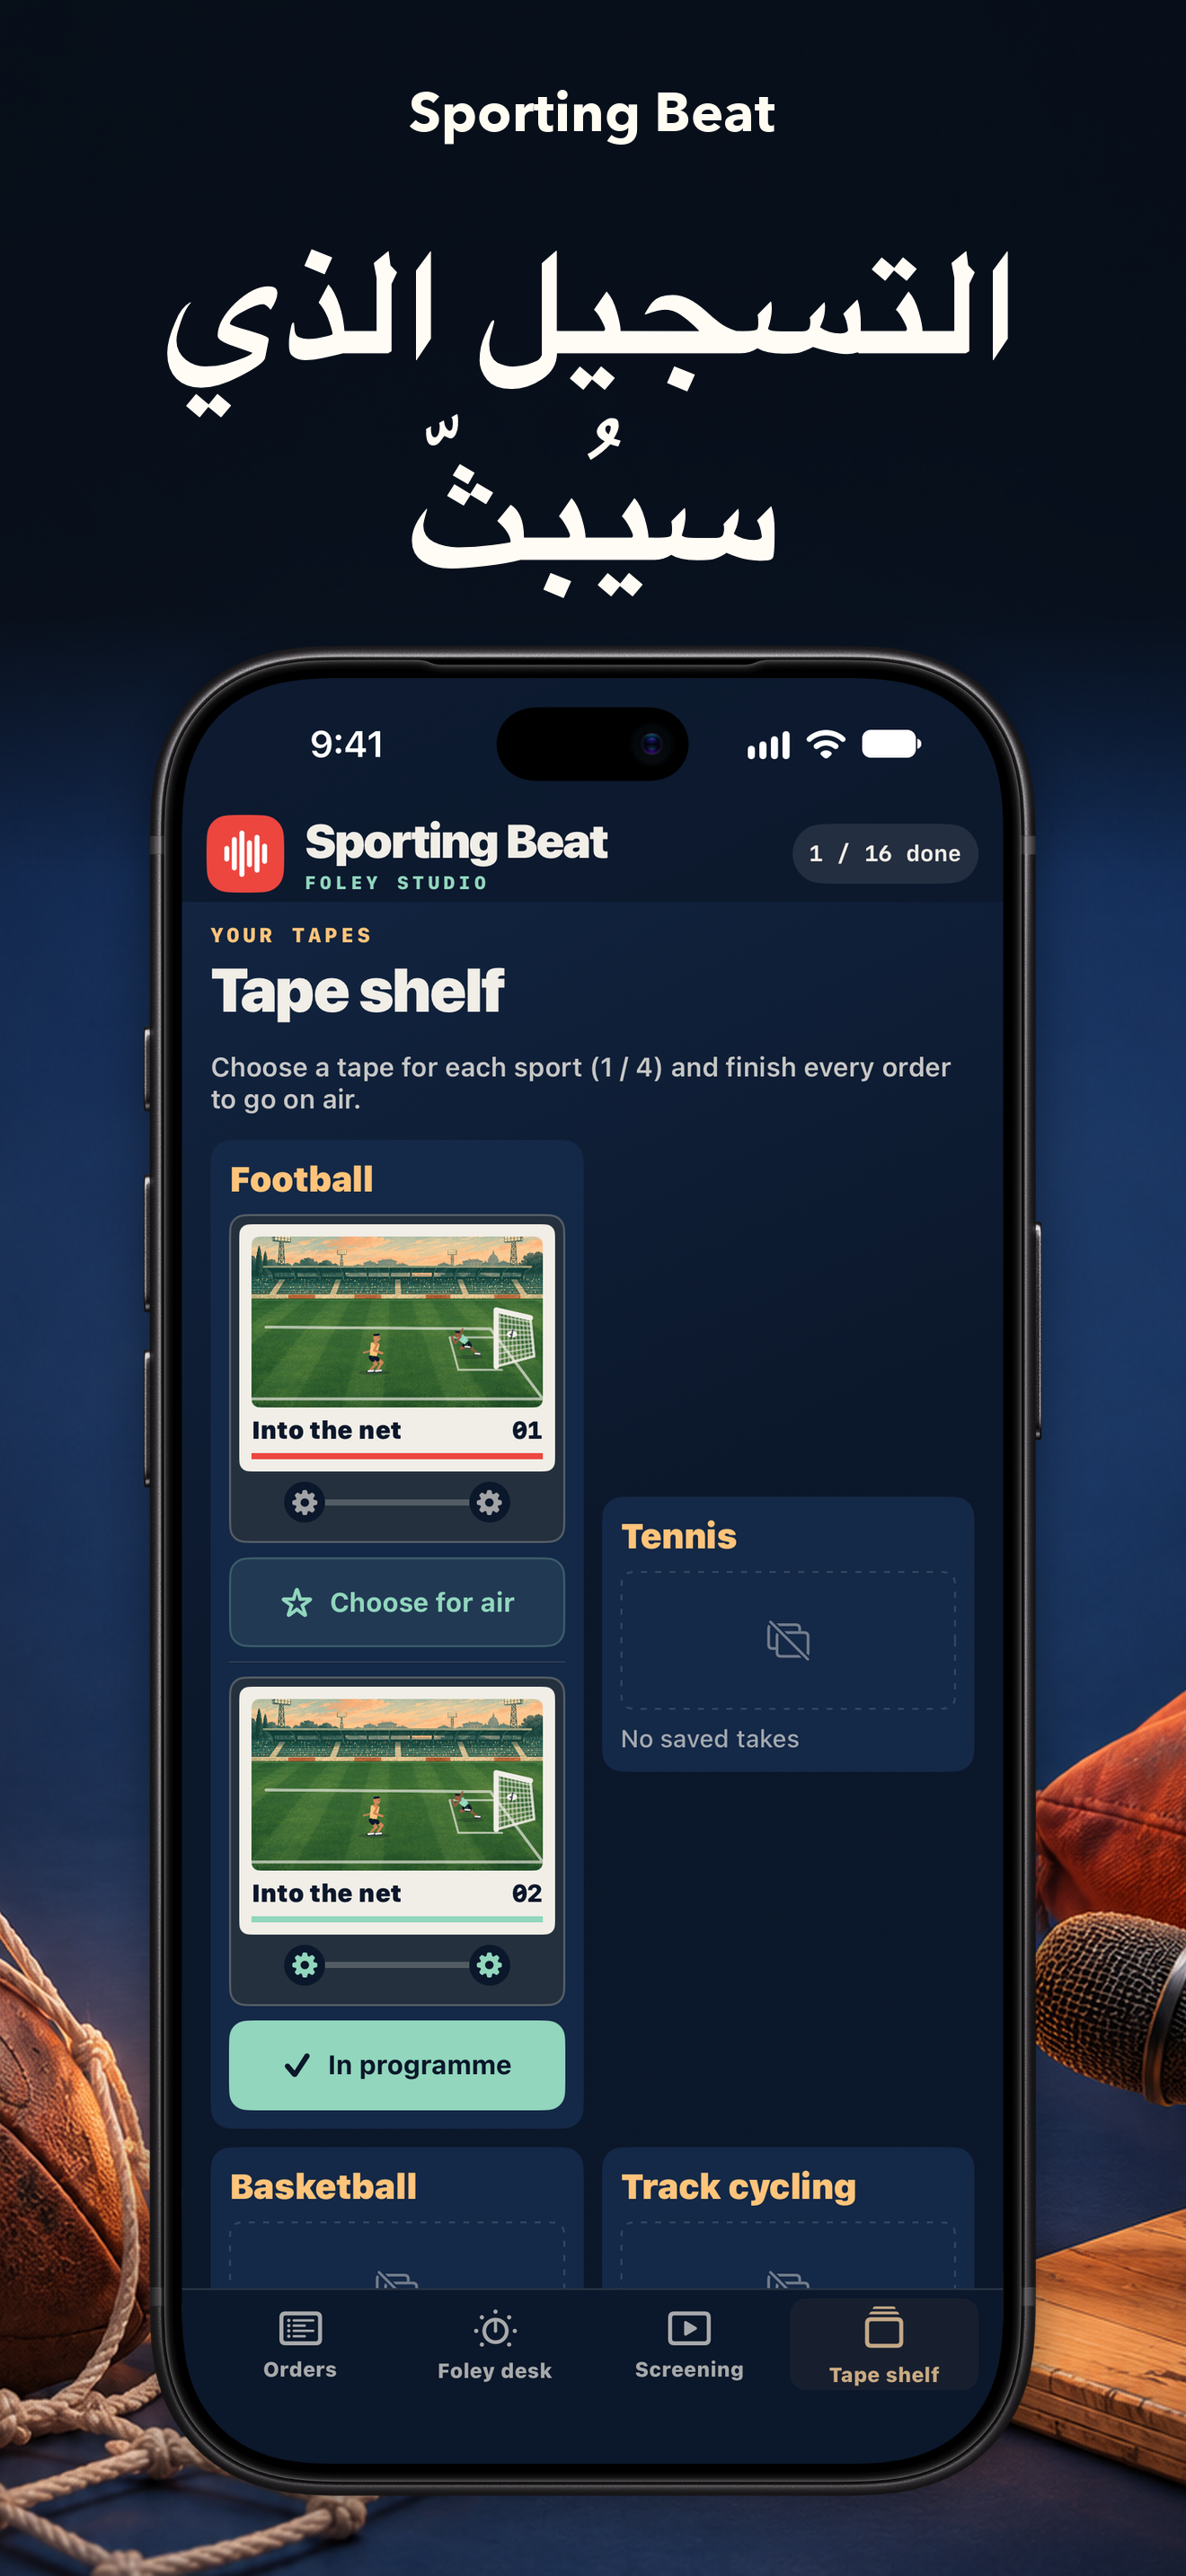 Sporting Beat
التسجيل الذي
سيُبثّ
9:41
Sporting Beat
FOLEY STUDIO
1 / 16 done
YOUR TAPES
Tape shelf
Choose a tape for each sport (1 / 4) and finish every order
to go on air.
Football
Into the net 01
Choose for air
Tennis
No saved takes
Into the net 02
In programme
Basketball
Track cycling
Orders
Foley desk
Screening
Tape shelf